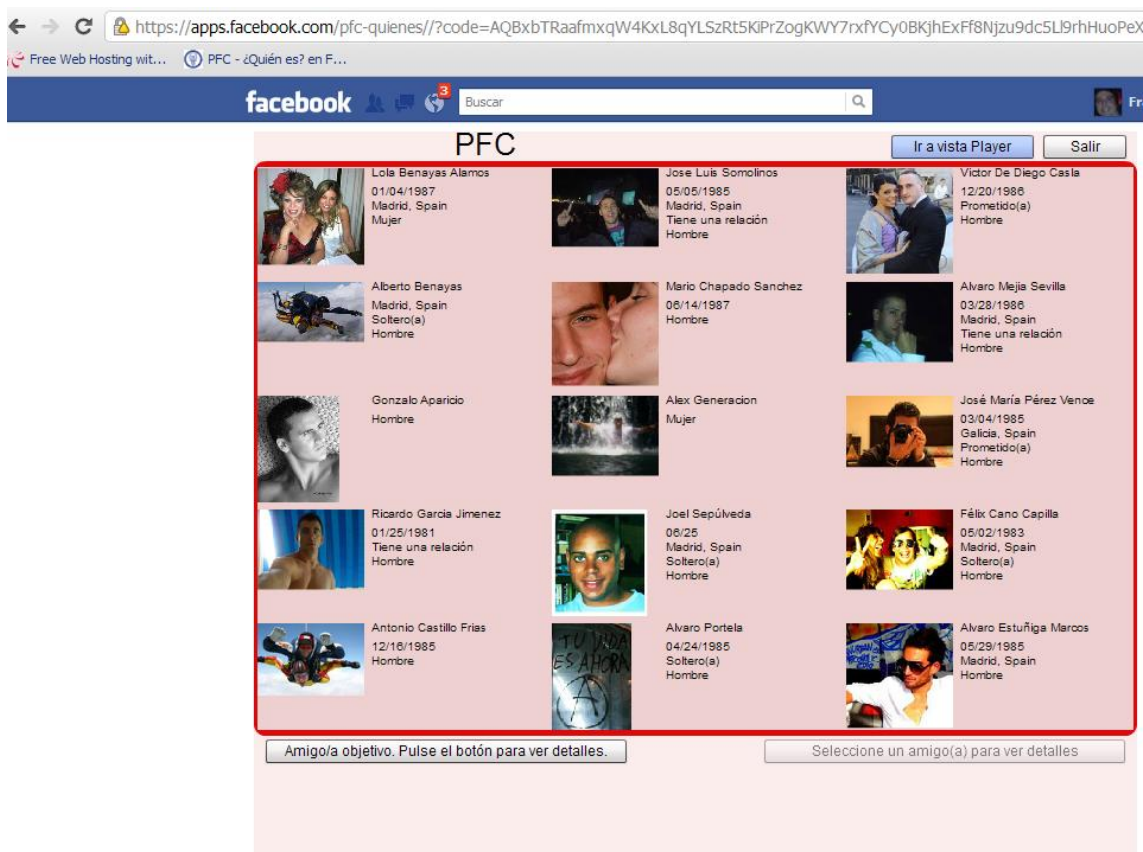 https://apps.facebook.com/pfc-quienes//?code=AQBxbTRaafmxqW4KxL8qYLSzRt5KiPrZogKWY7rxfYCy0BKjhExFf8Njzu9dc5Ll9rhHuoPeX
Free Web Hosting wit... PFC - ¿Quién es? en F...
facebook 3 Buscar Fr
PFC Ir a vista Player Salir
Lola Benayas Alamos
01/04/1987
Madrid, Spain
Mujer
Jose Luis Somolinos
05/05/1985
Madrid, Spain
Tiene una relación
Hombre
Victor De Diego Casla
12/20/1986
Prometido(a)
Hombre
Alberto Benayas
Madrid, Spain
Soltero(a)
Hombre
Mario Chapado Sanchez
06/14/1987
Hombre
Alvaro Mejia Sevilla
03/28/1986
Madrid, Spain
Tiene una relación
Hombre
Gonzalo Aparicio
Hombre
Alex Generacion
Mujer
José María Pérez Vence
03/04/1985
Galicia, Spain
Prometido(a)
Hombre
Ricardo Garcia Jimenez
01/25/1981
Tiene una relación
Hombre
Joel Sepúlveda
06/25
Madrid, Spain
Soltero(a)
Hombre
Félix Cano Capilla
05/02/1983
Madrid, Spain
Soltero(a)
Hombre
Antonio Castillo Frias
12/16/1985
Hombre
TU VIDA
ES AHORA
A
Alvaro Portela
04/24/1985
Soltero(a)
Hombre
Alvaro Estuñiga Marcos
05/29/1985
Madrid, Spain
Hombre
Amigo/a objetivo. Pulse el botón para ver detalles.
Seleccione un amigo(a) para ver detalles